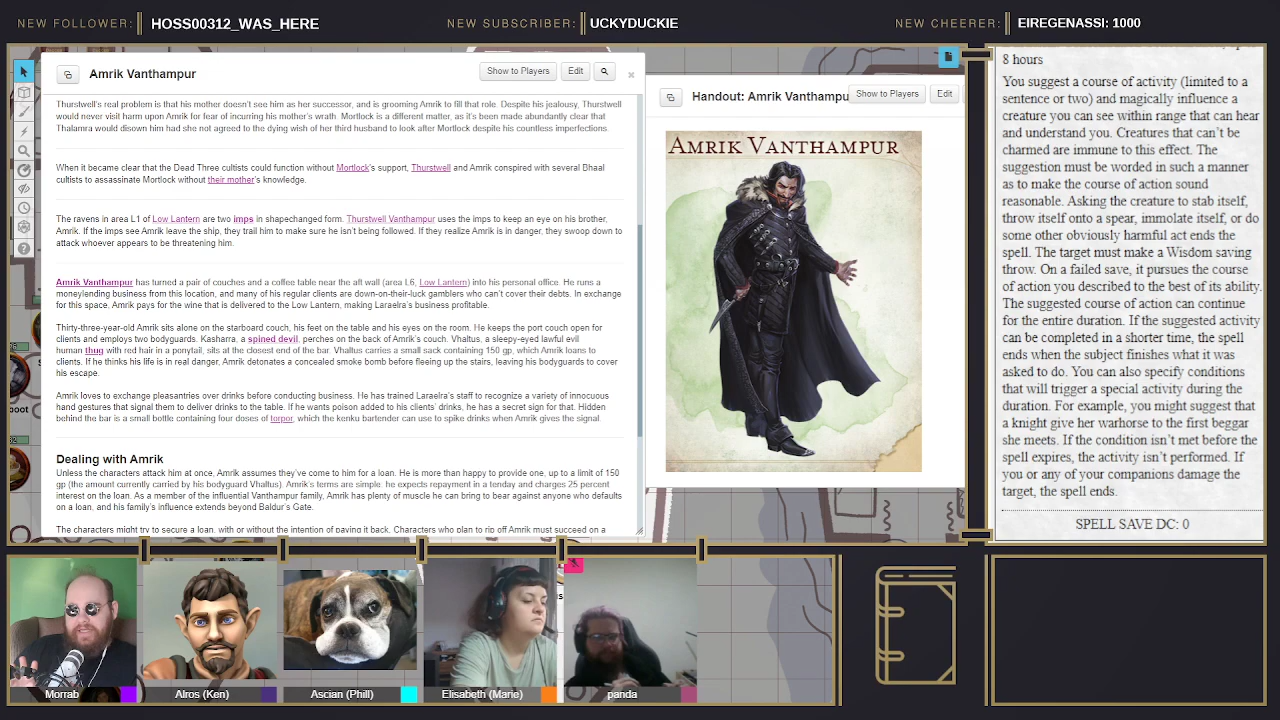 NEW FOLLOWER: HOSS00312_WAS_HERE
NEW SUBSCRIBER: UCKYDUCKIE
NEW CHEERER: EIREGENASSI: 1000
Amrik Vanthampur
Show to Players
Edit
Thurstwell's real problem is that his mother doesn't see him as her successor, and is grooming Amrik to fill that role. Despite his jealousy, Thurstwell
would never visit harm upon Amrik for fear of incurring his mother's wrath. Mortlock is a different matter, as it's been made abundantly clear that
Thalamra would disown him had she not agreed to the dying wish of her third husband to look after Mortlock despite his countless imperfections.
When it became clear that the Dead Three cultists could function without Mortlock's support, Thurstwell and Amrik conspired with several Bhaal
cultists to assassinate Mortlock without their mother's knowledge.
The ravens in area L1 of Low Lantern are two imps in shapechanged form. Thurstwell Vanthampur uses the imps to keep an eye on his brother,
Amrik. If the imps see Amrik leave the ship, they trail him to make sure he isn't being followed. If they realize Amrik is in danger, they swoop down to
attack whoever appears to be threatening him.
Amrik Vanthampur has turned a pair of couches and a coffee table near the aft wall (area L6, Low Lantern) into his personal office. He runs a
moneylending business from this location, and many of his regular clients are down-on-their-luck gamblers who can't cover their debts. In exchange
for this space, Amrik pays for the wine that is delivered to the Low Lantern, making Laraelra's business profitable.
Thirty-three-year-old Amrik sits alone on the starboard couch, his feet on the table and his eyes on the room. He keeps the port couch open for
clients and employs two bodyguards. Kasharra, a spined devil, perches on the back of Amrik's couch. Vhaltus, a sleepy-eyed lawful evil
human thug with red hair in a ponytail, sits at the closest end of the bar. Vhaltus carries a small sack containing 150 gp, which Amrik loans to
clients. If he thinks his life is in real danger, Amrik detonates a concealed smoke bomb before fleeing up the stairs, leaving his bodyguards to cover
his escape.
Amrik loves to exchange pleasantries over drinks before conducting business. He has trained Laraelra's staff to recognize a variety of innocuous
hand gestures that signal them to deliver drinks to the table. If he wants poison added to his clients' drinks, he has a secret sign for that. Hidden
behind the bar is a small bottle containing four doses of torpor, which the kenku bartender can use to spike drinks when Amrik gives the signal.
Dealing with Amrik
Unless the characters attack him at once, Amrik assumes they've come to him for a loan. He is more than happy to provide one, up to a limit of 150
gp (the amount currently carried by his bodyguard Vhaltus). Amrik's terms are simple: he expects repayment in a tenday and charges 25 percent
interest on the loan. As a member of the influential Vanthampur family, Amrik has plenty of muscle he can bring to bear against anyone who defaults
on a loan, and his family's influence extends beyond Baldur's Gate.
The characters might try to secure a loan, with or without the intention of paying it back. Characters who plan to rip off Amrik must succeed on a
Handout: Amrik Vanthampu
Show to Players
Edit
AMRIK VANTHAMPUR
8 hours
You suggest a course of activity (limited to a
sentence or two) and magically influence a
creature you can see within range that can hear
and understand you. Creatures that can't be
charmed are immune to this effect. The
suggestion must be worded in such a manner
as to make the course of action sound
reasonable. Asking the creature to stab itself,
throw itself onto a spear, immolate itself, or do
some other obviously harmful act ends the
spell. The target must make a Wisdom saving
throw. On a failed save, it pursues the course
of action you described to the best of its ability.
The suggested course of action can continue
for the entire duration. If the suggested activity
can be completed in a shorter time, the spell
ends when the subject finishes what it was
asked to do. You can also specify conditions
that will trigger a special activity during the
duration. For example, you might suggest that
a knight give her warhorse to the first beggar
she meets. If the condition isn't met before the
spell expires, the activity isn't performed. If
you or any of your companions damage the
target, the spell ends.
SPELL SAVE DC: 0
Morrab
Alros (Ken)
Ascian (Phill)
Elisabeth (Marie)
panda